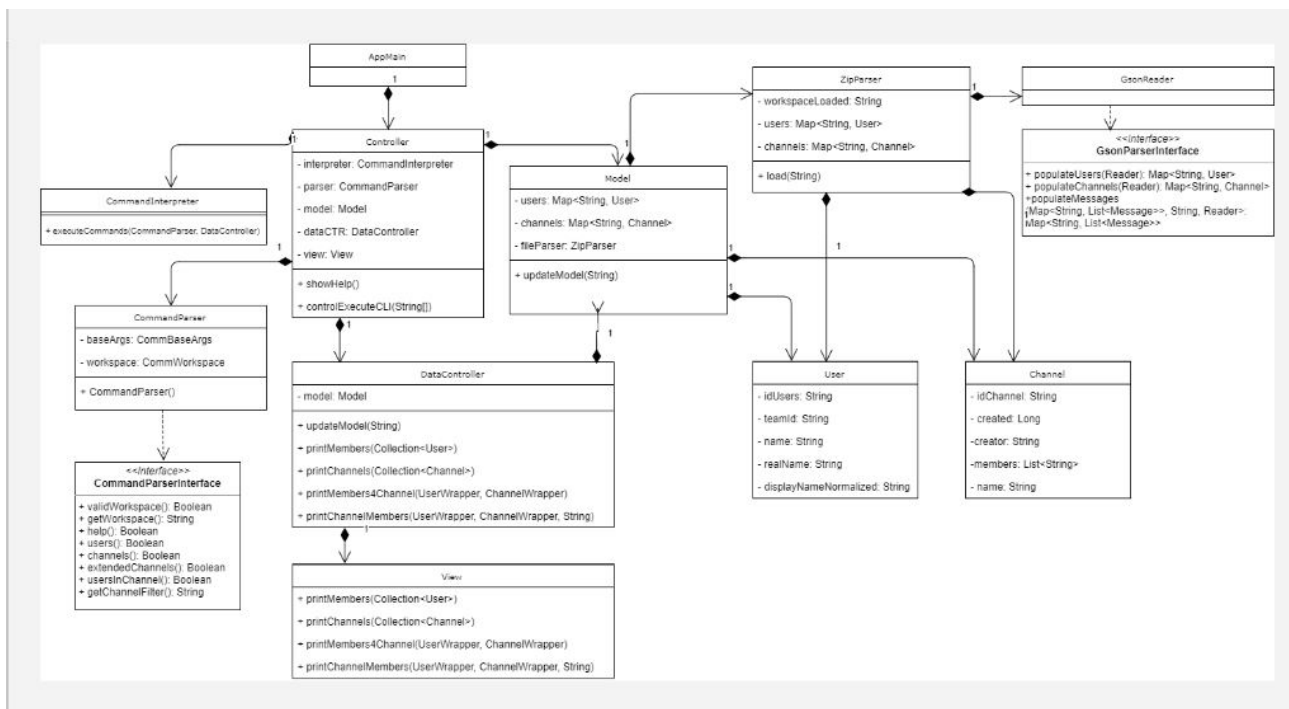 AppMain
1
Controller
- interpreter: CommandInterpreter
- parser: CommandParser
- model: Model
- dataCTR: DataController
- view: View
+ showHelp()
+ controlExecuteCLI(String[])
1
1
1
1
CommandInterpreter
+ executeCommands(CommandParser, DataController)
CommandParser
- baseArgs: CommBaseArgs
- workspace: CommWorkspace
+ CommandParser()
<<Interface>>
CommandParserInterface
+ validWorkspace(): Boolean
+ getWorkspace(): String
+ help(): Boolean
+ users(): Boolean
+ channels(): Boolean
+ extendedChannels(): Boolean
+ usersInChannel(): Boolean
+ getChannelFilter(): String
DataController
- model: Model
+ updateModel(String)
+ printMembers(Collection<User>)
+ printChannels(Collection<Channel>)
+ printMembers4Channel(UserWrapper, ChannelWrapper)
+ printChannelMembers(UserWrapper, ChannelWrapper, String)
1
1
View
+ printMembers(Collection<User>)
+ printChannels(Collection<Channel>)
+ printMembers4Channel(UserWrapper, ChannelWrapper)
+ printChannelMembers(UserWrapper, ChannelWrapper, String)
Model
- users: Map<String, User>
- channels: Map<String, Channel>
- fileParser: ZipParser
+ updateModel(String)
1
1
1
ZipParser
- workspaceLoaded: String
- users: Map<String, User>
- channels: Map<String, Channel>
+ load(String)
1
1
1
GsonReader
<<Interface>>
GsonParserInterface
+ populateUsers(Reader): Map<String, User>
+ populateChannels(Reader): Map<String, Channel>
+populateMessages
(Map<String, List<Message>>, String, Reader>:
Map<String, List<Message>>
User
- idUsers: String
- teamId: String
- name: String
- realName: String
- displayNameNormalized: String
Channel
- idChannel: String
- created: Long
-creator: String
-members: List<String>
- name: String